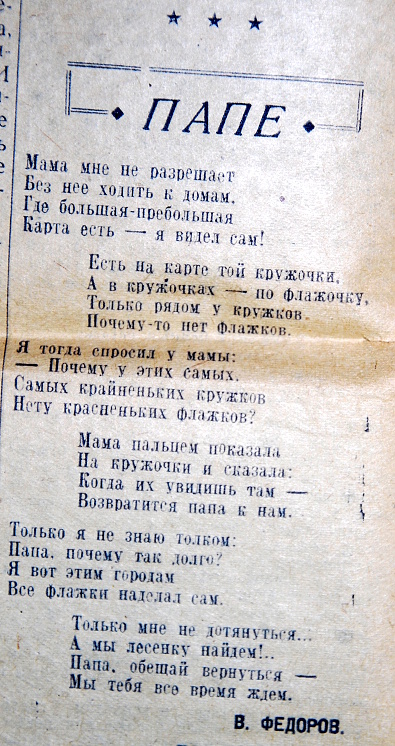 ★ ★ ★
ПАПЕ
Мама мне не разрешает
Без нее ходить к домам,
Где большая-пребольшая
Карта есть — я видел сам!
Есть на карте той кружочки,
А в кружочках — по флажочку,
Только рядом у кружков
Почему-то нет флажков.
Я тогда спросил у мамы:
— Почему у этих самых,
Самых крайненьких кружков
Нету красненьких флажков?
Мама пальцем показала
На кружочки и сказала:
Когда их увидишь там —
Возвратится папа к нам.
Только я не знаю толком:
Папа, почему так долго?
Я вот этим городам
Все флажки наделал сам.
Только мне не дотянуться...
А мы лесенку найдем!..
Папа, обещай вернуться —
Мы тебя все время ждем.
В. ФЕДОРОВ.